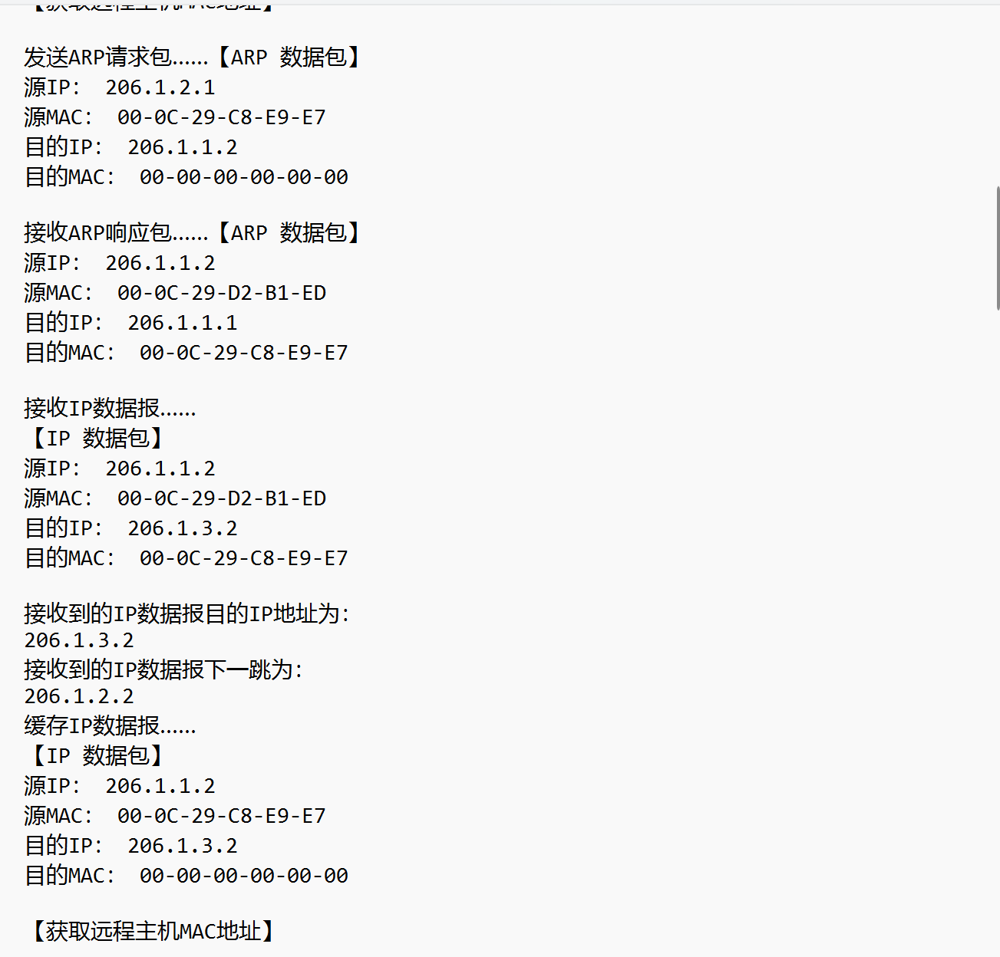 【获取远程主机MAC地址】
发送ARP请求包……【ARP 数据包】
源IP： 206.1.2.1
源MAC： 00-0C-29-C8-E9-E7
目的IP： 206.1.1.2
目的MAC： 00-00-00-00-00-00
接收ARP响应包……【ARP 数据包】
源IP： 206.1.1.2
源MAC： 00-0C-29-D2-B1-ED
目的IP： 206.1.1.1
目的MAC： 00-0C-29-C8-E9-E7
接收IP数据报……
【IP 数据包】
源IP： 206.1.1.2
源MAC： 00-0C-29-D2-B1-ED
目的IP： 206.1.3.2
目的MAC： 00-0C-29-C8-E9-E7
接收到的IP数据报目的IP地址为：
206.1.3.2
接收到的IP数据报下一跳为：
206.1.2.2
缓存IP数据报……
【IP 数据包】
源IP： 206.1.1.2
源MAC： 00-0C-29-C8-E9-E7
目的IP： 206.1.3.2
目的MAC： 00-00-00-00-00-00
【获取远程主机MAC地址】